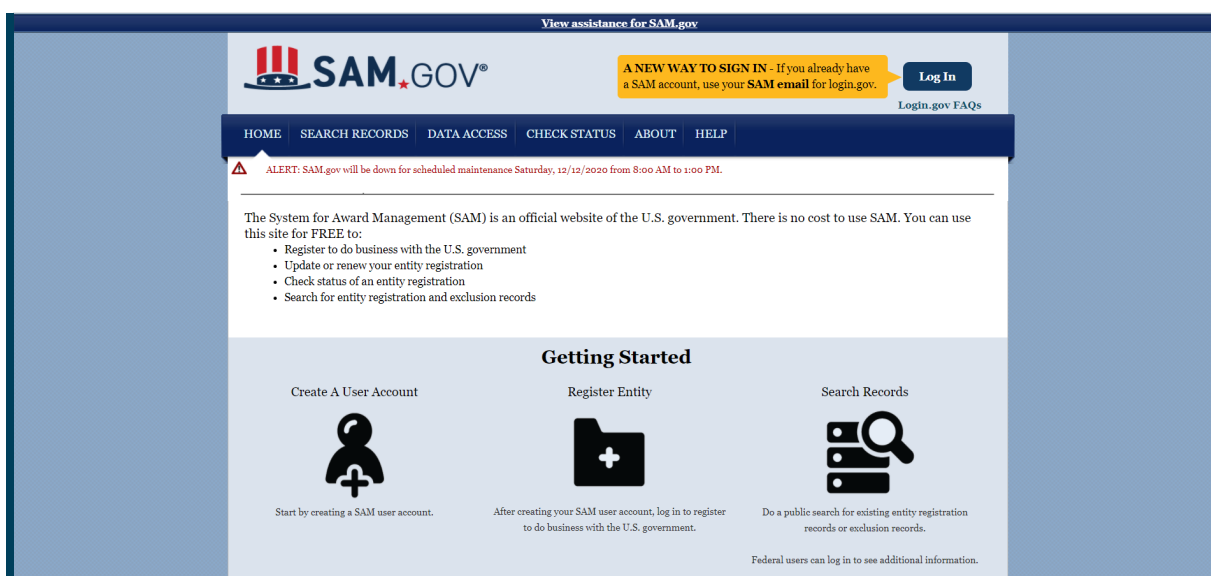 View assistance for SAM.gov
SAM.GOV®
A NEW WAY TO SIGN IN - If you already have
a SAM account, use your SAM email for login.gov.
Log In
Login.gov FAQs
HOME SEARCH RECORDS DATA ACCESS CHECK STATUS ABOUT HELP
ALERT: SAM.gov will be down for scheduled maintenance Saturday, 12/12/2020 from 8:00 AM to 1:00 PM.
The System for Award Management (SAM) is an official website of the U.S. government. There is no cost to use SAM. You can use
this site for FREE to:
• Register to do business with the U.S. government
• Update or renew your entity registration
• Check status of an entity registration
• Search for entity registration and exclusion records
Getting Started
Create A User Account
Start by creating a SAM user account.
Register Entity
After creating your SAM user account, log in to register
to do business with the U.S. government.
Search Records
Do a public search for existing entity registration
records or exclusion records.
Federal users can log in to see additional information.